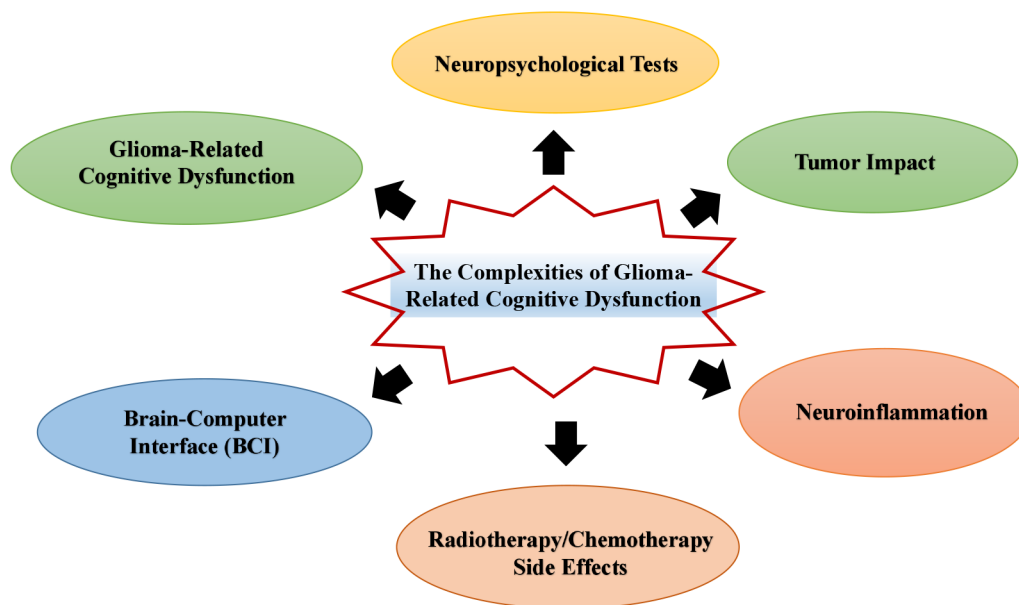 Neuropsychological Tests
Glioma-Related
Cognitive Dysfunction
Tumor Impact
The Complexities of Glioma-
Related Cognitive Dysfunction
Brain-Computer
Interface (BCI)
Neuroinflammation
Radiotherapy/Chemotherapy
Side Effects